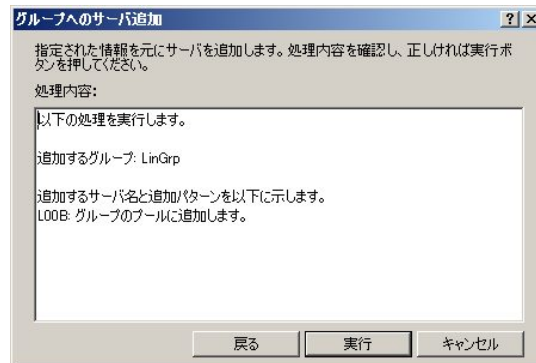 グループへのサーバ追加
指定された情報を元にサーバを追加します。処理内容を確認し、正しければ実行ボ
タンを押してください。
処理内容:
以下の処理を実行します。
追加するグループ: LinGrp
追加するサーバ名と追加パターンを以下に示します。
L00B: グループのプールに追加します。
戻る
実行
キャンセル